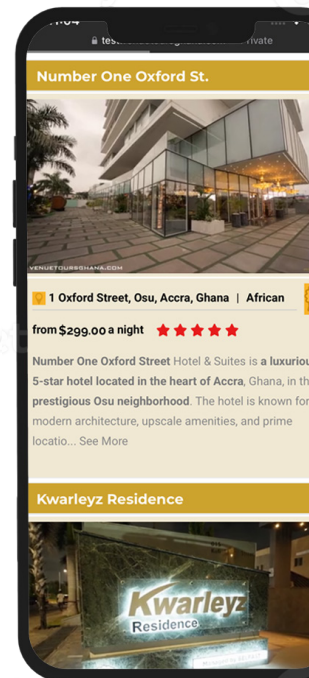 Number One Oxford St.
VENUETOURSGHANA.COM
1 Oxford Street, Osu, Accra, Ghana | African
from $299.00 a night
Number One Oxford Street Hotel & Suites is a luxuriou
5-star hotel located in the heart of Accra, Ghana, in th
prestigious Osu neighborhood. The hotel is known for
modern architecture, upscale amenities, and prime
locatio... See More
Kwarleyz Residence
Kwarleyz
Residence